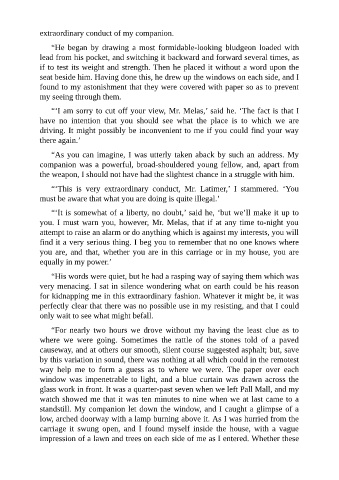 extraordinary conduct of my companion.
“He began by drawing a most formidable-looking bludgeon loaded with
lead from his pocket, and switching it backward and forward several times, as
if to test its weight and strength. Then he placed it without a word upon the
seat beside him. Having done this, he drew up the windows on each side, and I
found to my astonishment that they were covered with paper so as to prevent
my seeing through them.
“‘I am sorry to cut off your view, Mr. Melas,’ said he. ‘The fact is that I
have no intention that you should see what the place is to which we are
driving. It might possibly be inconvenient to me if you could find your way
there again.’
“As you can imagine, I was utterly taken aback by such an address. My
companion was a powerful, broad-shouldered young fellow, and, apart from
the weapon, I should not have had the slightest chance in a struggle with him.
“‘This is very extraordinary conduct, Mr. Latimer,’ I stammered. ‘You
must be aware that what you are doing is quite illegal.’
“‘It is somewhat of a liberty, no doubt,’ said he, ‘but we’ll make it up to
you. I must warn you, however, Mr. Melas, that if at any time to-night you
attempt to raise an alarm or do anything which is against my interests, you will
find it a very serious thing. I beg you to remember that no one knows where
you are, and that, whether you are in this carriage or in my house, you are
equally in my power.’
“His words were quiet, but he had a rasping way of saying them which was
very menacing. I sat in silence wondering what on earth could be his reason
for kidnapping me in this extraordinary fashion. Whatever it might be, it was
perfectly clear that there was no possible use in my resisting, and that I could
only wait to see what might befall.
“For nearly two hours we drove without my having the least clue as to
where we were going. Sometimes the rattle of the stones told of a paved
causeway, and at others our smooth, silent course suggested asphalt; but, save
by this variation in sound, there was nothing at all which could in the remotest
way help me to form a guess as to where we were. The paper over each
window was impenetrable to light, and a blue curtain was drawn across the
glass work in front. It was a quarter-past seven when we left Pall Mall, and my
watch showed me that it was ten minutes to nine when we at last came to a
standstill. My companion let down the window, and I caught a glimpse of a
low, arched doorway with a lamp burning above it. As I was hurried from the
carriage it swung open, and I found myself inside the house, with a vague
impression of a lawn and trees on each side of me as I entered. Whether these